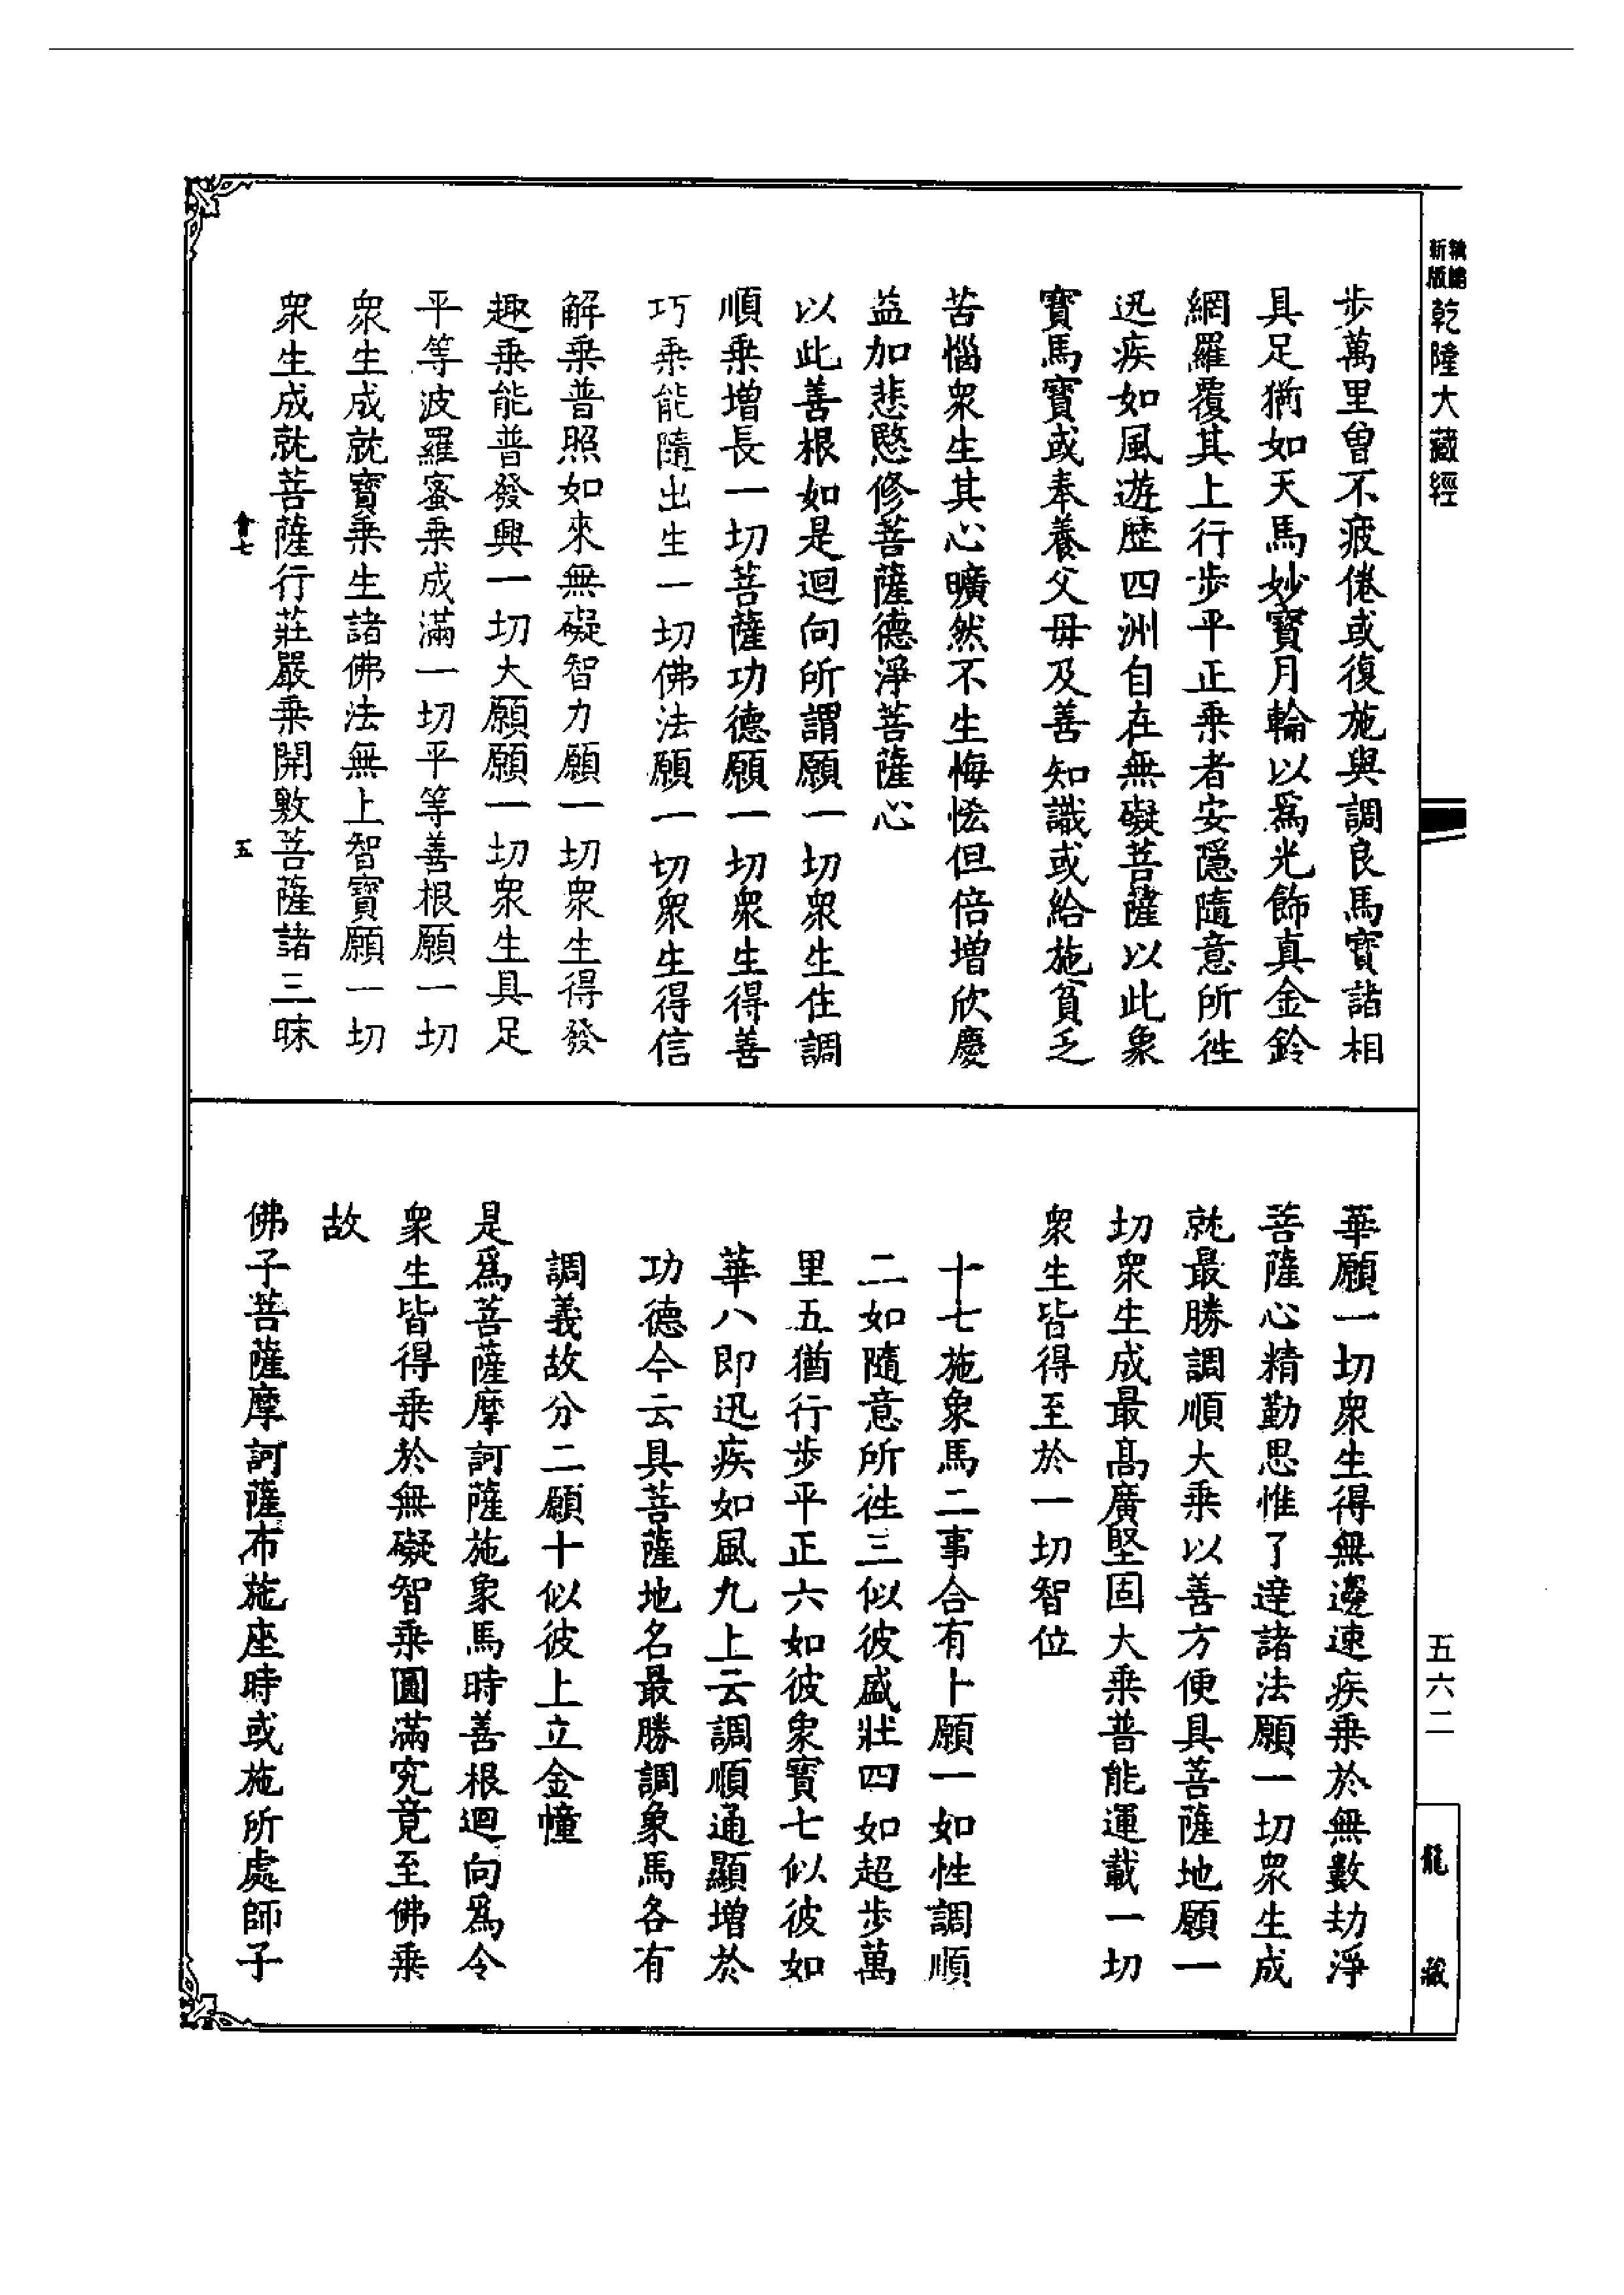 新版精編
乾隆大藏經
步萬里曾不疲倦或復施與調良馬寶諸相
具足猶如天馬妙寶月輪以爲光飾真金鈴
網羅覆其上行步平正乗者安隱隨意所徃
迅疾如風遊歴四洲自在無礙菩薩以此象
寶馬寶或奉養父母及善知識或給施貧乏
苦惱衆生其心曠然不生悔恡但倍增欣慶
益加悲愍修菩薩德淨菩薩心
以此善根如是迴向所謂願一切衆生住調
順乗增長一切菩薩功德願一切衆生得善
巧乗能隨出生一切佛法願一切衆生得信
解乗普照如來無礙智力願一切衆生得發
趣乗能普發興一切大願願一切衆生具足
平等波羅蜜乗成滿一切平等善根願一切
衆生成就寶乗生諸佛法無上智寶願一切
衆生成就菩薩行莊嚴乗開敷菩薩諸三昧
會七
五
華願一切衆生得無邊速疾乗於無數劫淨
菩薩心精勤思惟了達諸法願一切衆生成
就最勝調順大乗以善方便具菩薩地願一
切衆生成最高廣堅固大乗普能運載一切
衆生皆得至於一切智位
十七施象馬二事合有十願一如性調順
二如隨意所徃三似彼盛壯四如超步萬
里五猶行步平正六如彼象寶七似彼如
華八即迅疾如風九上云調順通顯增於
功德今云具菩薩地名最勝調象馬各有
調義故分二願十似彼上立金幢
是爲菩薩摩訶薩施象馬時善根迴向爲令
衆生皆得乗於無礙智乗圓滿究竟至佛乗
故
佛子菩薩摩訶薩布施座時或施所處師子
五六二
龍藏